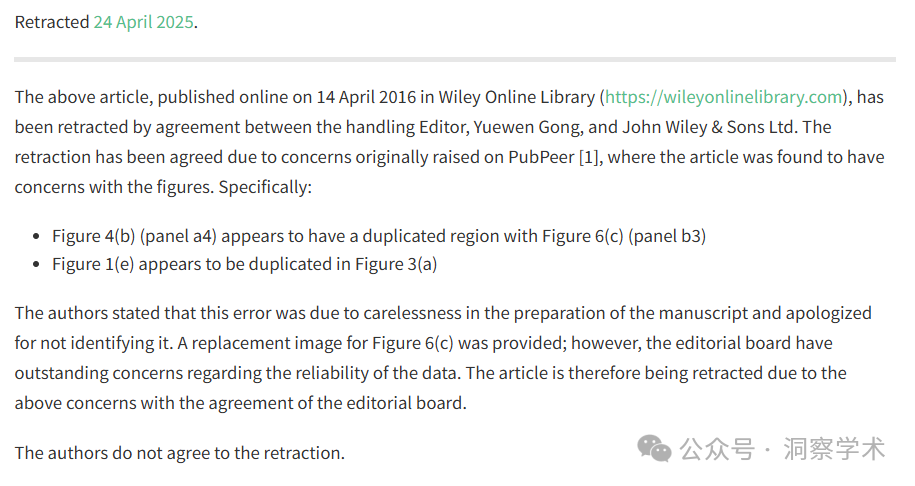 Retracted 24 April 2025.
The above article, published online on 14 April 2016 in Wiley Online Library (https://wileyonlinelibrary.com), has
been retracted by agreement between the handling Editor, Yuewen Gong, and John Wiley & Sons Ltd. The
retraction has been agreed due to concerns originally raised on PubPeer [1], where the article was found to have
concerns with the figures. Specifically:
• Figure 4(b) (panel a4) appears to have a duplicated region with Figure 6(c) (panel b3)
• Figure 1(e) appears to be duplicated in Figure 3(a)
The authors stated that this error was due to carelessness in the preparation of the manuscript and apologized
for not identifying it. A replacement image for Figure 6(c) was provided; however, the editorial board have
outstanding concerns regarding the reliability of the data. The article is therefore being retracted due to the
above concerns with the agreement of the editorial board.
The authors do not agree to the retraction.
公众号 · 洞察学术